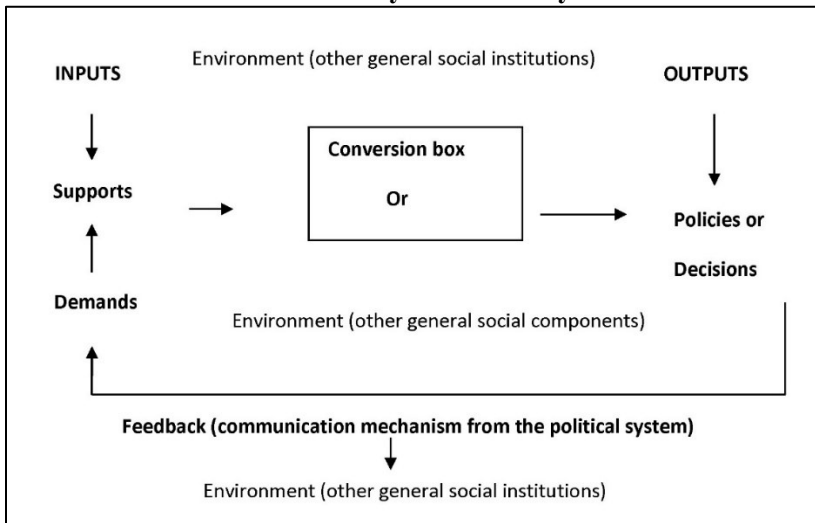 Environment (other general social institutions)
INPUTS
OUTPUTS
Conversion box
Or
Supports
Policies or
Decisions
Demands
Environment (other general social components)
Feedback (communication mechanism from the political system)
Environment (other general social institutions)